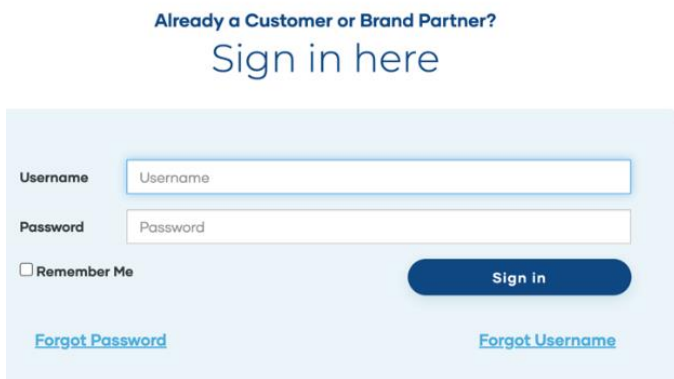 Already a Customer or Brand Partner?
Sign in here
Username Username
Password Password
Remember Me Sign in
Forgot Password Forgot Username